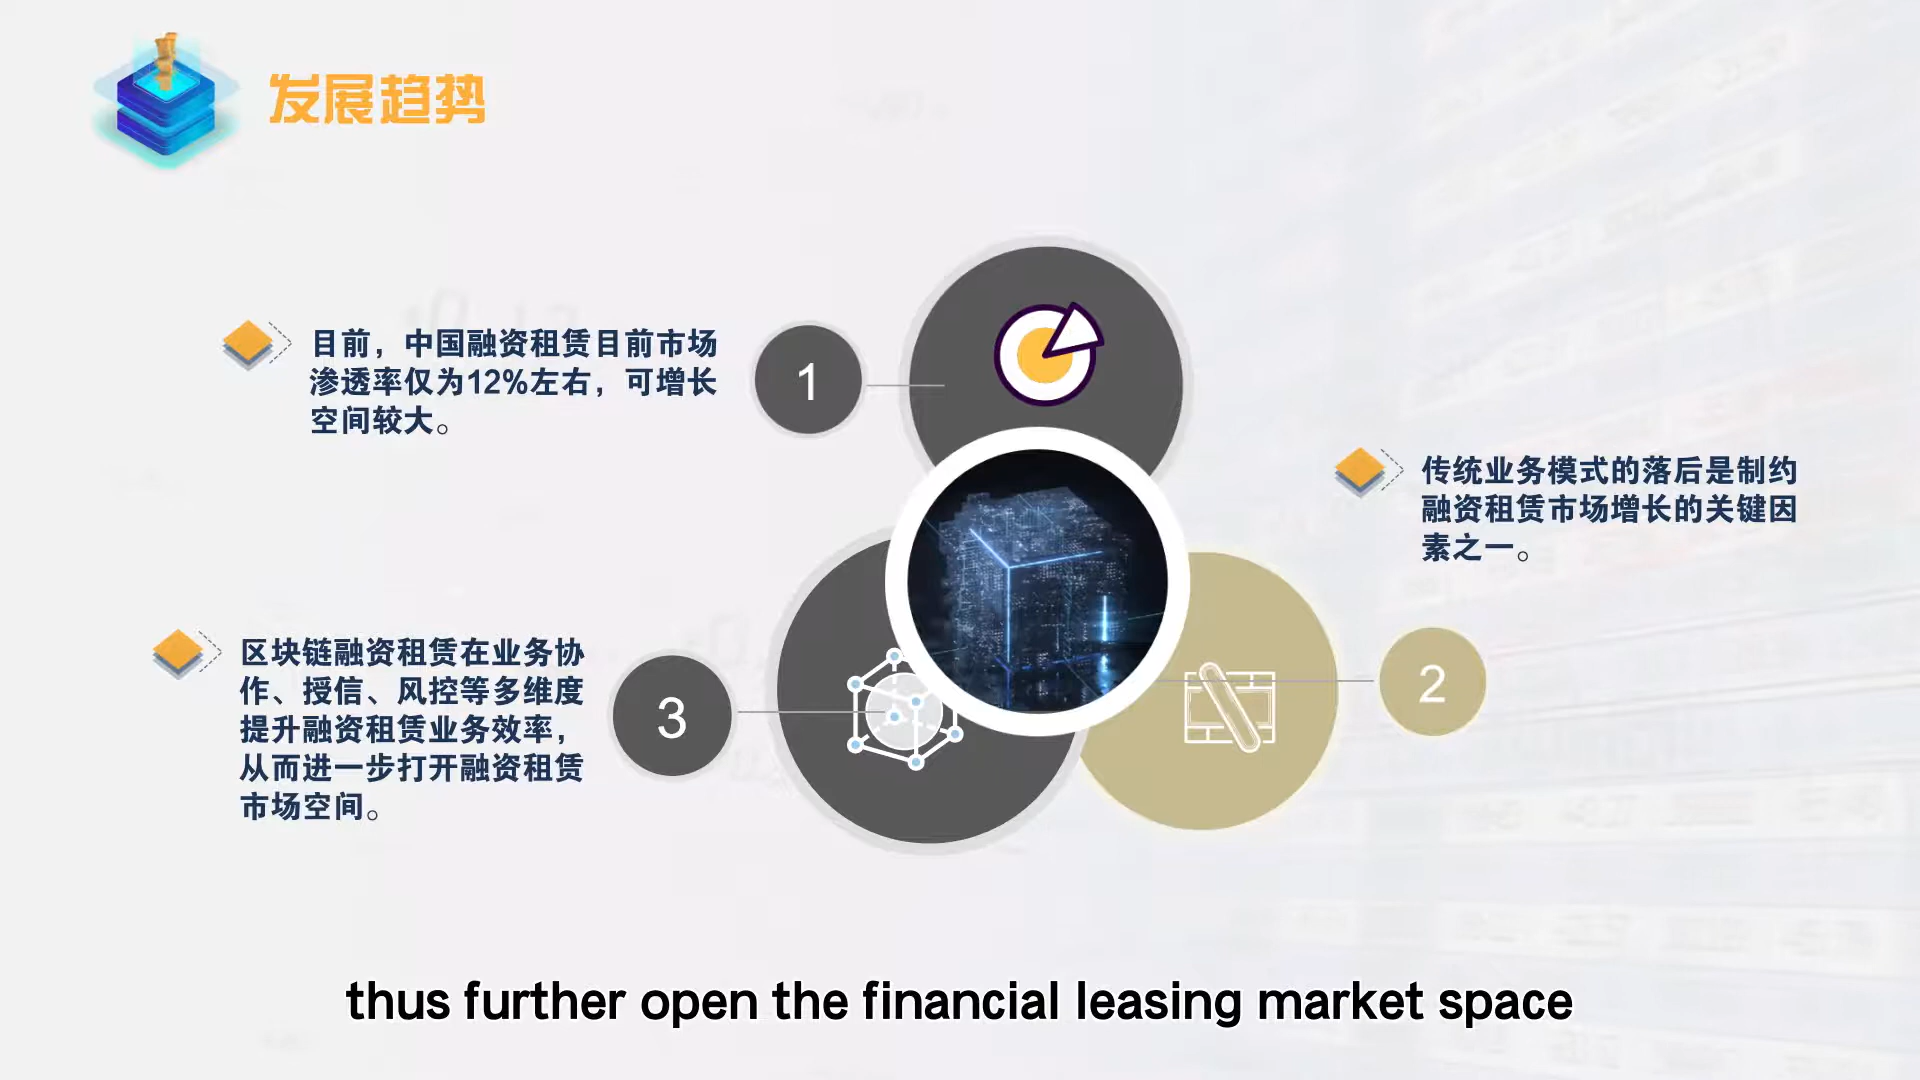 发展趋势
目前，中国融资租赁目前市场
渗透率仅为12%左右，可增长
空间较大。
1
传统业务模式的落后是制约
融资租赁市场增长的关键因
素之一。
2
区块链融资租赁在业务协
作、授信、风控等多维度
提升融资租赁业务效率，
从而进一步打开融资租赁
市场空间。
3
thus further open the financial leasing market space